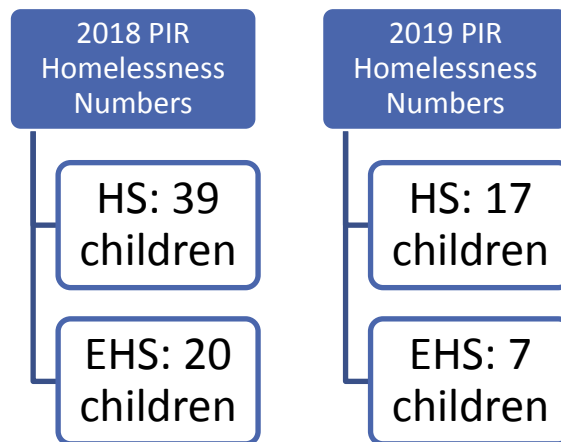 2018 PIR
Homelessness
Numbers
HS: 39
children
EHS: 20
children
2019 PIR
Homelessness
Numbers
HS: 17
children
EHS: 7
children